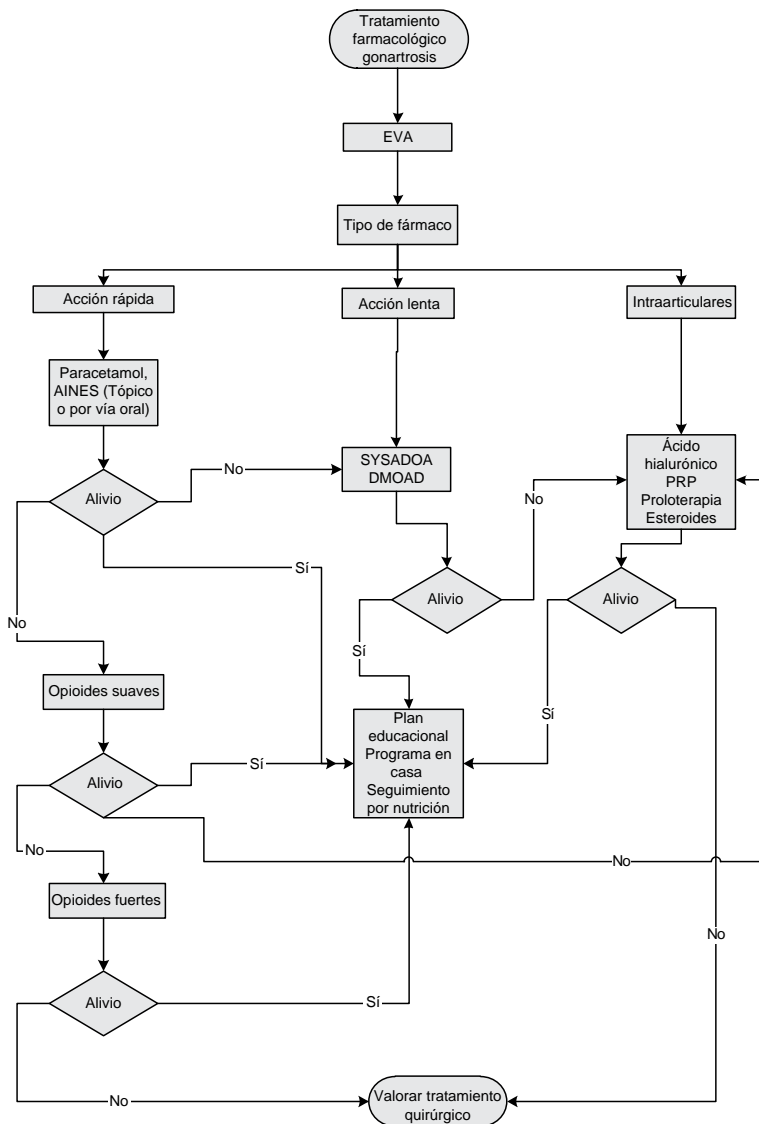 Tratamiento
farmacológico
gonartrosis
EVA
Tipo de fármaco
Acción rápida
Acción lenta
Intraarticulares
Paracetamol,
AINES (Tópico
o por vía oral)
SYSADOA
DMOAD
Ácido
hialurónico
PRP
Proloterapia
Esteroides
Alivio
No
No
Sí
Alivio
No
Sí
Alivio
Sí
No
Opioides suaves
Alivio
Sí
No
No
Plan
educacional
Programa en
casa
Seguimiento
por nutrición
Opioides fuertes
Alivio
Sí
No
Valorar tratamiento
quirúrgico